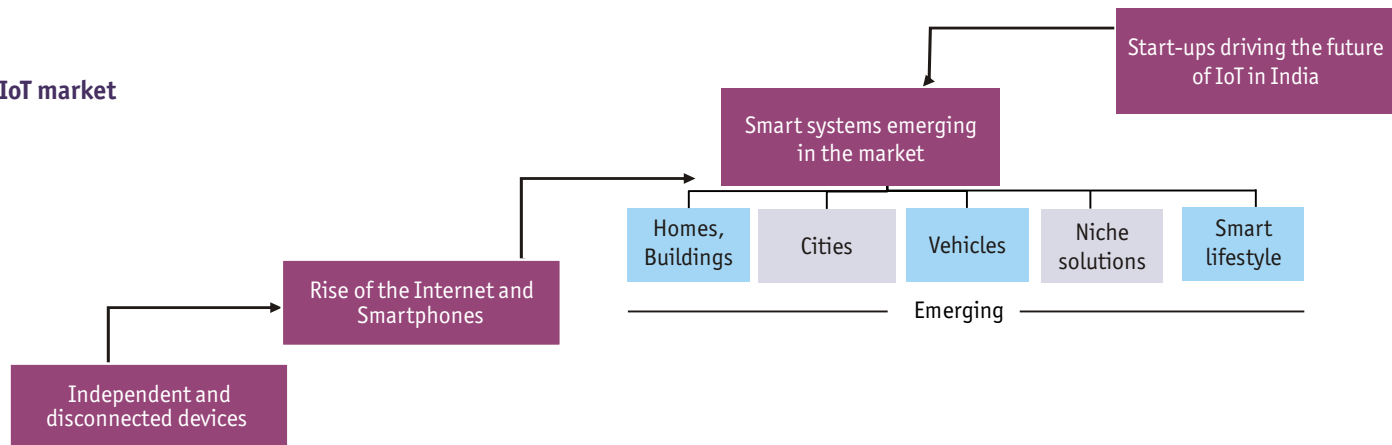 IoT market
Start-ups driving the future
of IoT in India
Smart systems emerging
in the market
Homes,
Buildings
Cities
Vehicles
Niche
solutions
Smart
lifestyle
Emerging
Rise of the Internet and
Smartphones
Independent and
disconnected devices